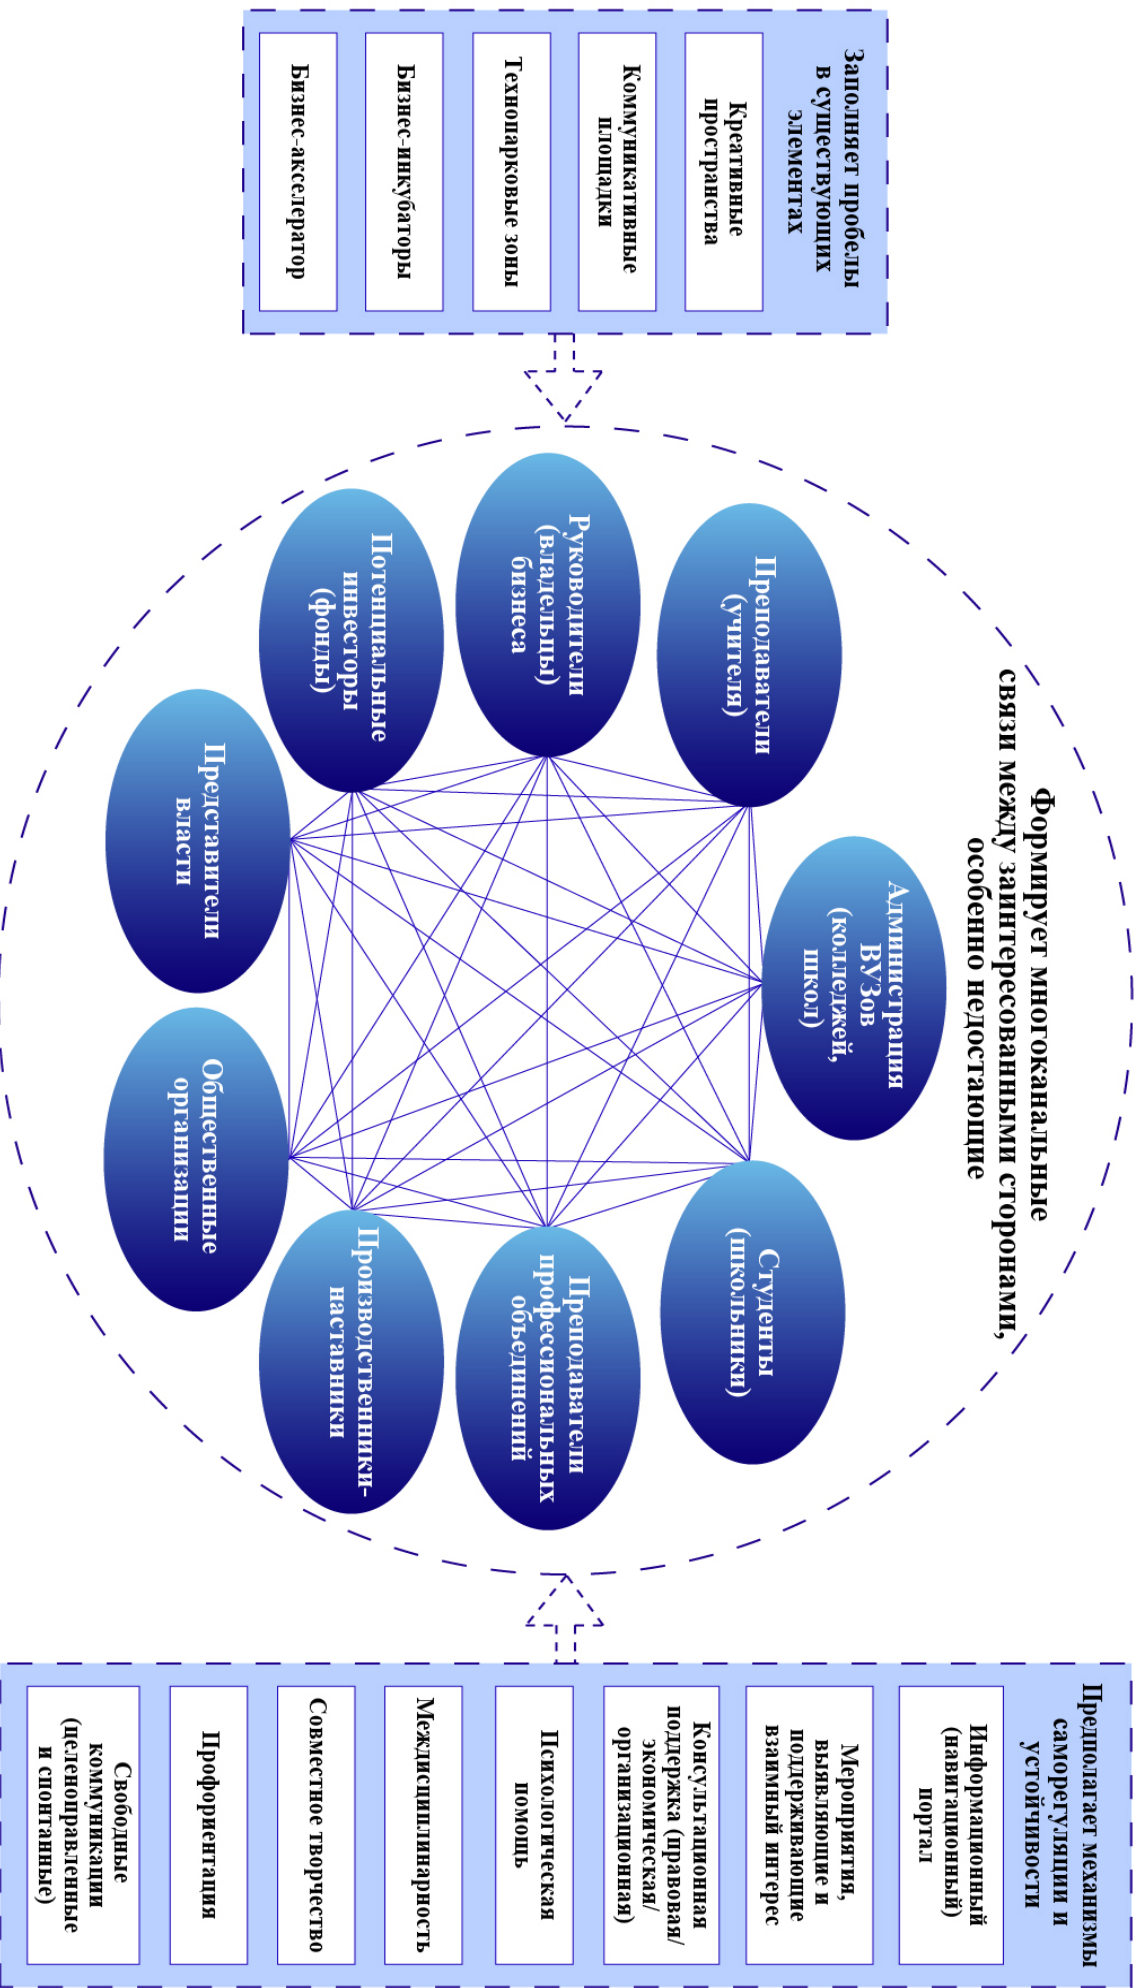 Заполняет пробелы
в существующих
элементах
Креативные
пространства
Коммуникативные
площадки
Технопарковые зоны
Бизнес-инкубаторы
Бизнес-акселератор
Формирует многоканальные
связи между заинтересованными сторонами,
особенно недостающие
Администрация
ВУЗов
(колледжей,
школ)
Преподаватели
(учителя)
Студенты
(школьники)
Руководители
(владельцы)
бизнеса
Преподаватели
профессиональных
объединений
Потенциальные
инвесторы
(фонды)
Производственники-
наставники
Представители
власти
Общественные
организации
Предполагает механизмы
саморегуляции и
устойчивости
Информационный
(навигационный)
портал
Мероприятия,
выявляющие и
поддерживающие
взаимный интерес
Консультационная
поддержка (правовая/
экономическая/
организационная)
Психологическая
помощь
Междисциплинарность
Совместное творчество
Профориентация
Свободные
коммуникации
(целеноправленные
и спонтанные)